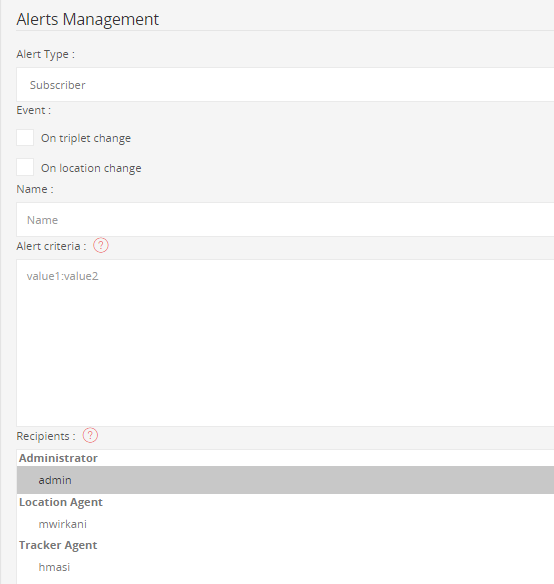 Alerts Management
Alert Type :
Subscriber
Event :
On triplet change
On location change
Name :
Name
Alert criteria : ?
value1:value2
Recipients : ?
Administrator
admin
Location Agent
mwirkani
Tracker Agent
hmasi